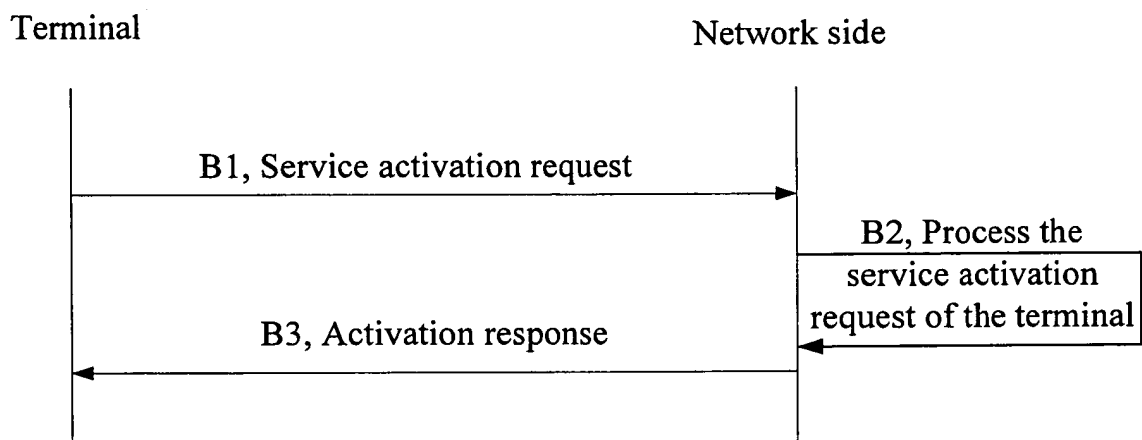 Terminal
Network side
B1, Service activation request
B2, Process the
service activation
request of the terminal
B3, Activation response